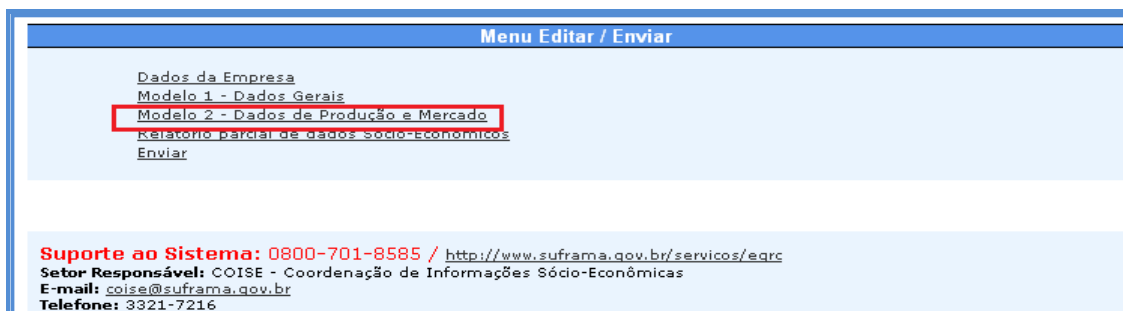 Menu Editar / Enviar
Dados da Empresa
Modelo 1 - Dados Gerais
Modelo 2 - Dados de Produção e Mercado
Relatório parcial de dados Sócio-Econômicos
Enviar
Suporte ao Sistema: 0800-701-8585 / http://www.suframa.gov.br/servicos/egrc
Setor Responsável: COISE - Coordenação de Informações Sócio-Econômicas
E-mail: coise@suframa.gov.br
Telefone: 3321-7216